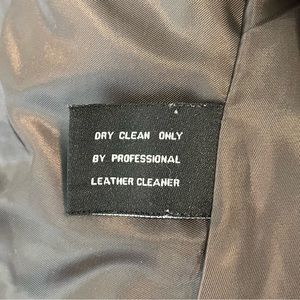 DRY CLEAN ONLY
BY PROFESSIONAL
LEATHER CLEANER